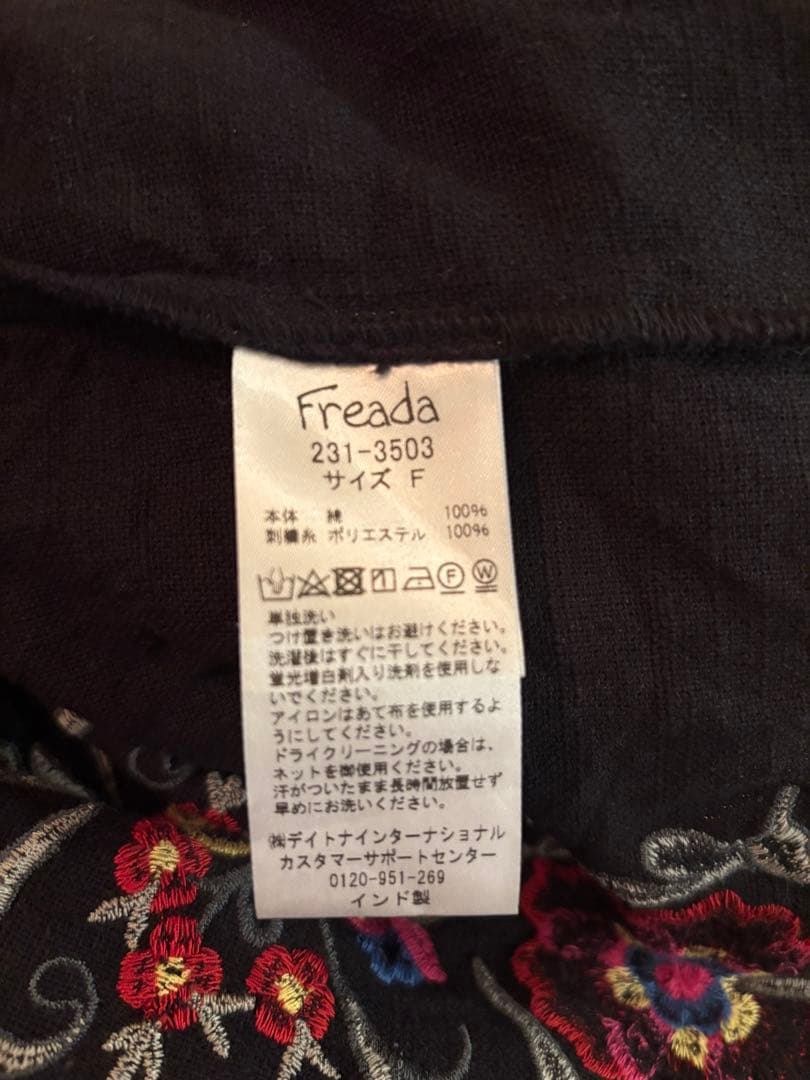 Freada
231-3503
サイズ F
本体 綿 100%
刺繍糸 ポリエステル 100%
F W
単独洗い
つけ置き洗いはお避けください。
洗濯後はすぐに干してください。
蛍光増白剤入り洗剤を使用しな
いでください。
アイロンはあて布を使用するよ
うにしてください。
ドライクリーニングの場合は、
ネットを御使用ください。
汗がついたまま長時間放置せず
早めにお洗いください。
㈱デイトナインターナショナル
カスタマーサポートセンター
0120-951-269
インド製